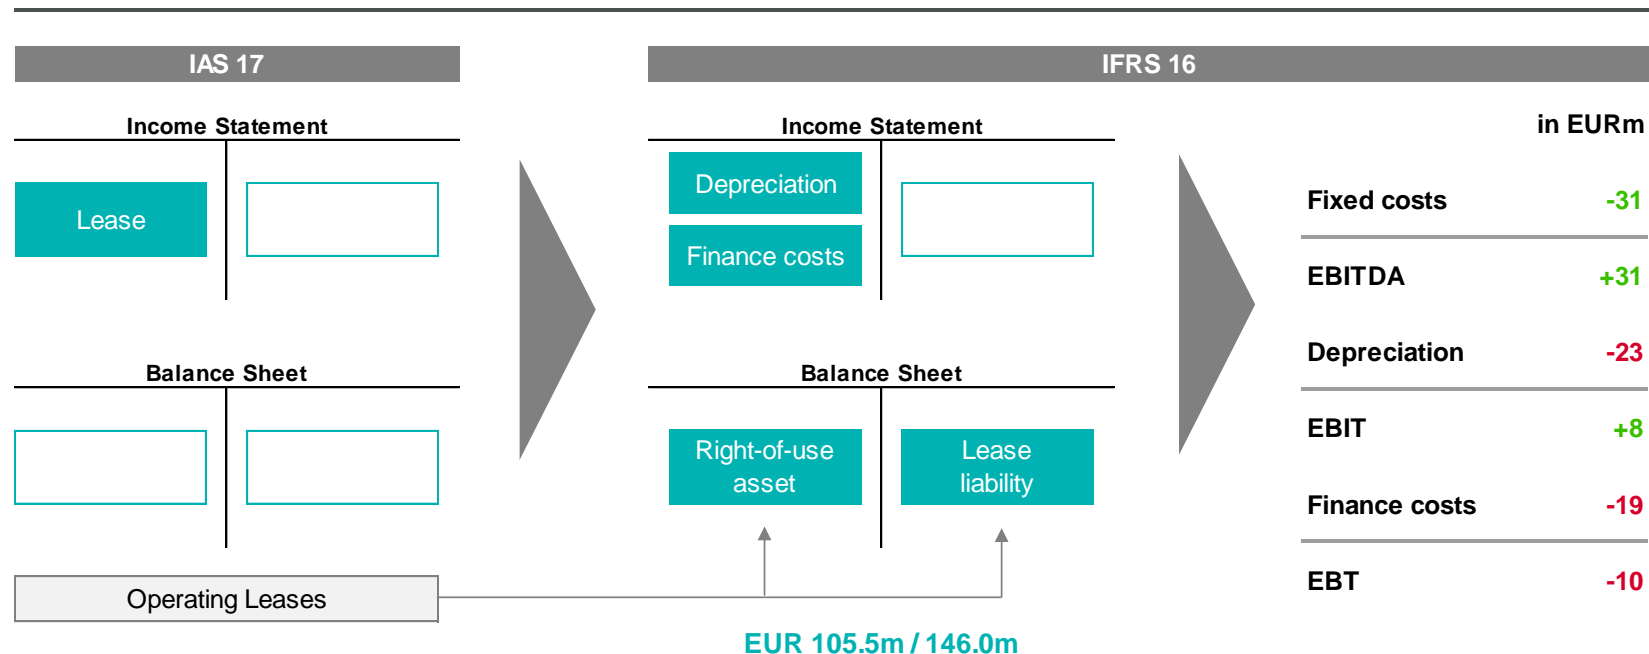 IAS 17
Income Statement
Lease
Balance Sheet
Operating Leases
IFRS 16
Income Statement
Depreciation
Finance costs
Balance Sheet
Right-of-use
asset
Lease
liability
EUR 105.5m / 146.0m
in EURm
Fixed costs -31
EBITDA +31
Depreciation -23
EBIT +8
Finance costs -19
EBT -10